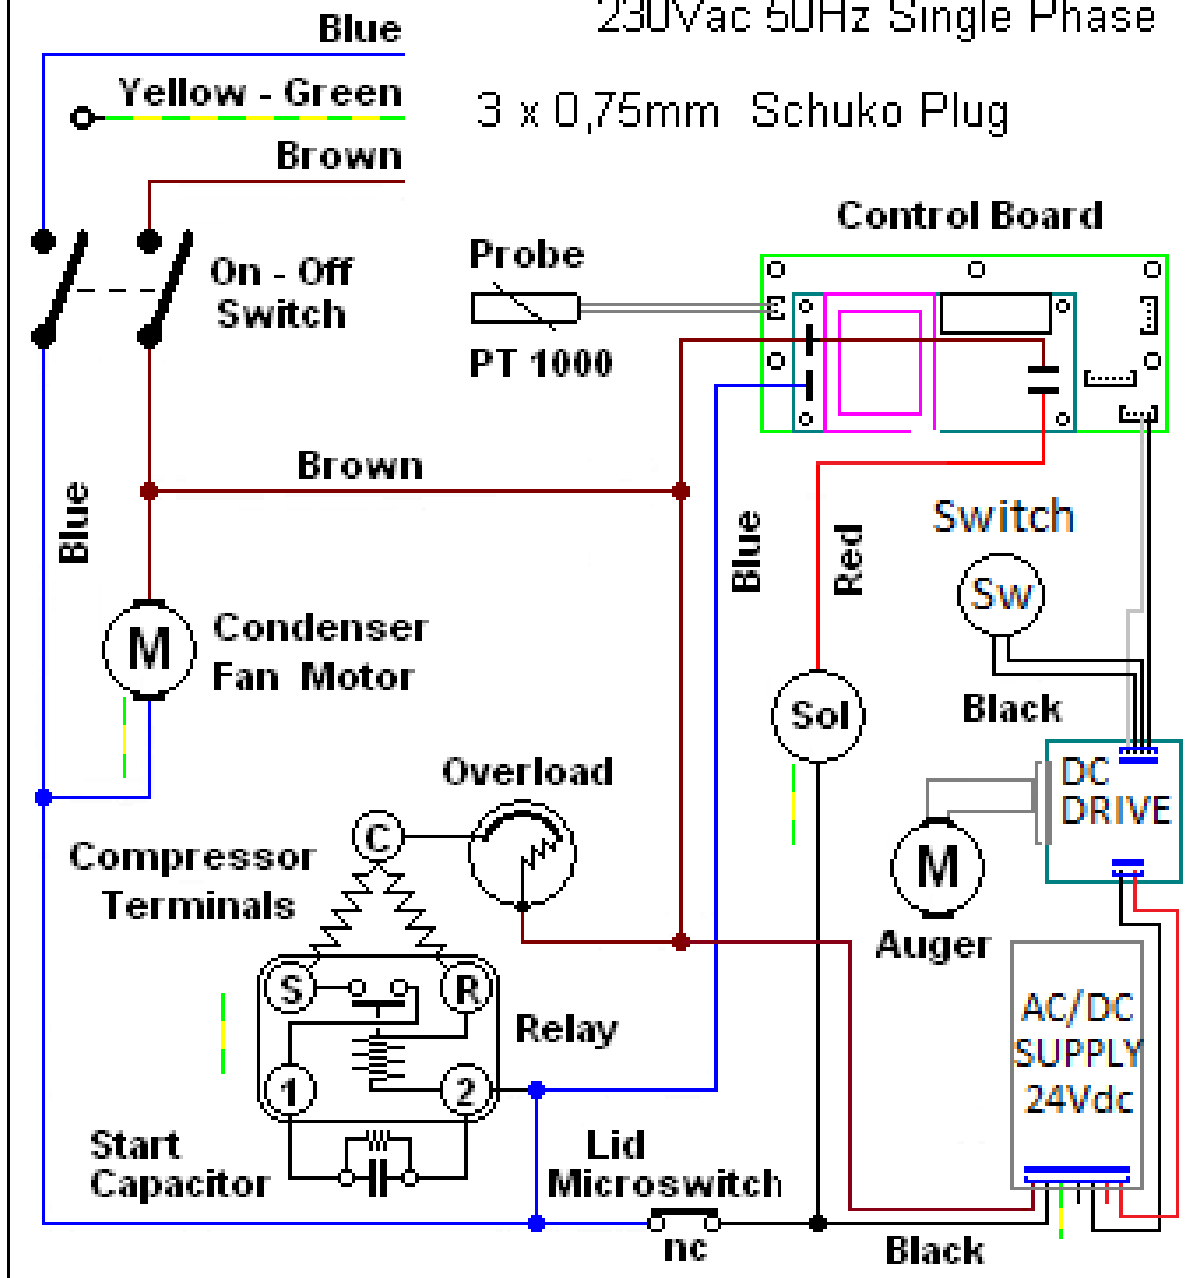 230Vac 50Hz Single Phase
Blue
Yellow - Green
3 x 0,75mm Schuko Plug
Brown
Control Board
On - Off
Switch
Probe
PT 1000
Brown
Blue
Blue
Red
Switch
Sw
M
Condenser
Fan Motor
Sol
Black
DC
DRIVE
Overload
C
Compressor
Terminals
M
Auger
S
R
Relay
AC/DC
SUPPLY
24Vdc
1
2
Start
Capacitor
Lid
Microswitch
nc
Black